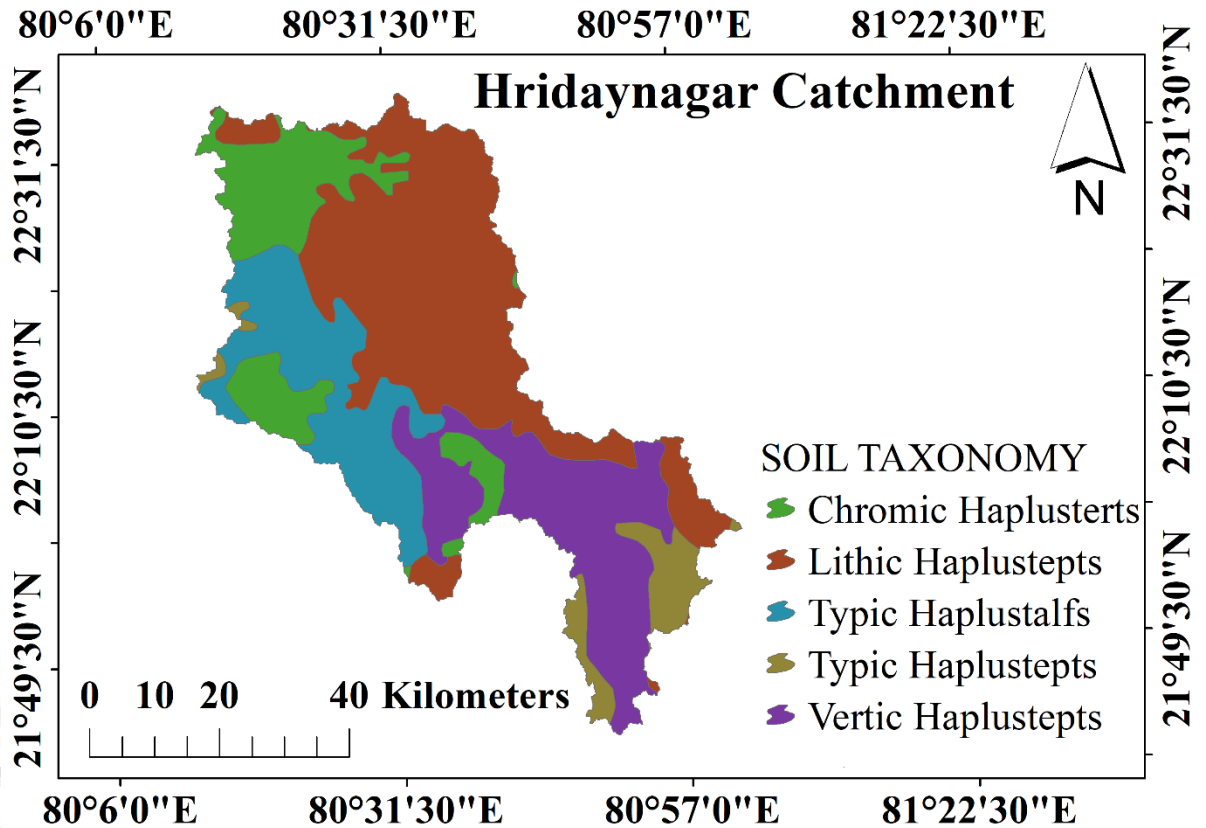 80°6'0"E 80°31'30"E 80°57'0"E 81°22'30"E
Hridaynagar Catchment
N
22°31'30"N
22°10'30"N
21°49'30"N
22°31'30"N
22°10'30"N
21°49'30"N
SOIL TAXONOMY
Chromic Haplusterts
Lithic Haplustepts
Typic Haplustalfs
Typic Haplustepts
Vertic Haplustepts
0 10 20 40 Kilometers
80°6'0"E 80°31'30"E 80°57'0"E 81°22'30"E